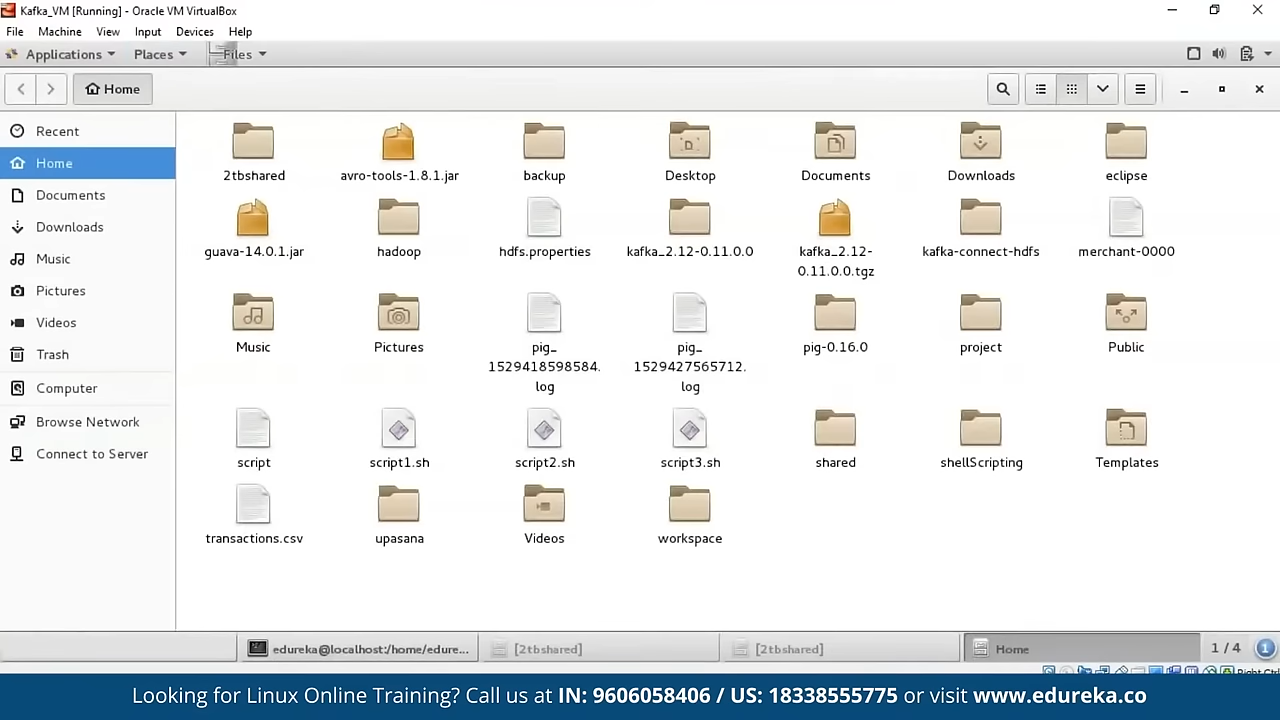 Kafka_VM [Running] - Oracle VM VirtualBox
File Machine View Input Devices Help
Applications Places Files
Home
Recent
Home
Documents
Downloads
Music
Pictures
Videos
Trash
Computer
Browse Network
Connect to Server
2tbshared avro-tools-1.8.1.jar backup Desktop Documents Downloads eclipse
guava-14.0.1.jar hadoop hdfs.properties kafka_2.12-0.11.0.0 kafka_2.12- kafka-connect-hdfs merchant-0000
0.11.0.0.tgz
Music Pictures pig_ pig_ pig-0.16.0 project Public
1529418598584. 1529427565712.
log log
script script1.sh script2.sh script3.sh shared shellScripting Templates
transactions.csv upasana Videos workspace
edureka@localhost:/home/edure... [2tbshared] [2tbshared] Home 1 / 4 1
Right Ctrl
Looking for Linux Online Training? Call us at IN: 9606058406 / US: 18338555775 or visit www.edureka.co